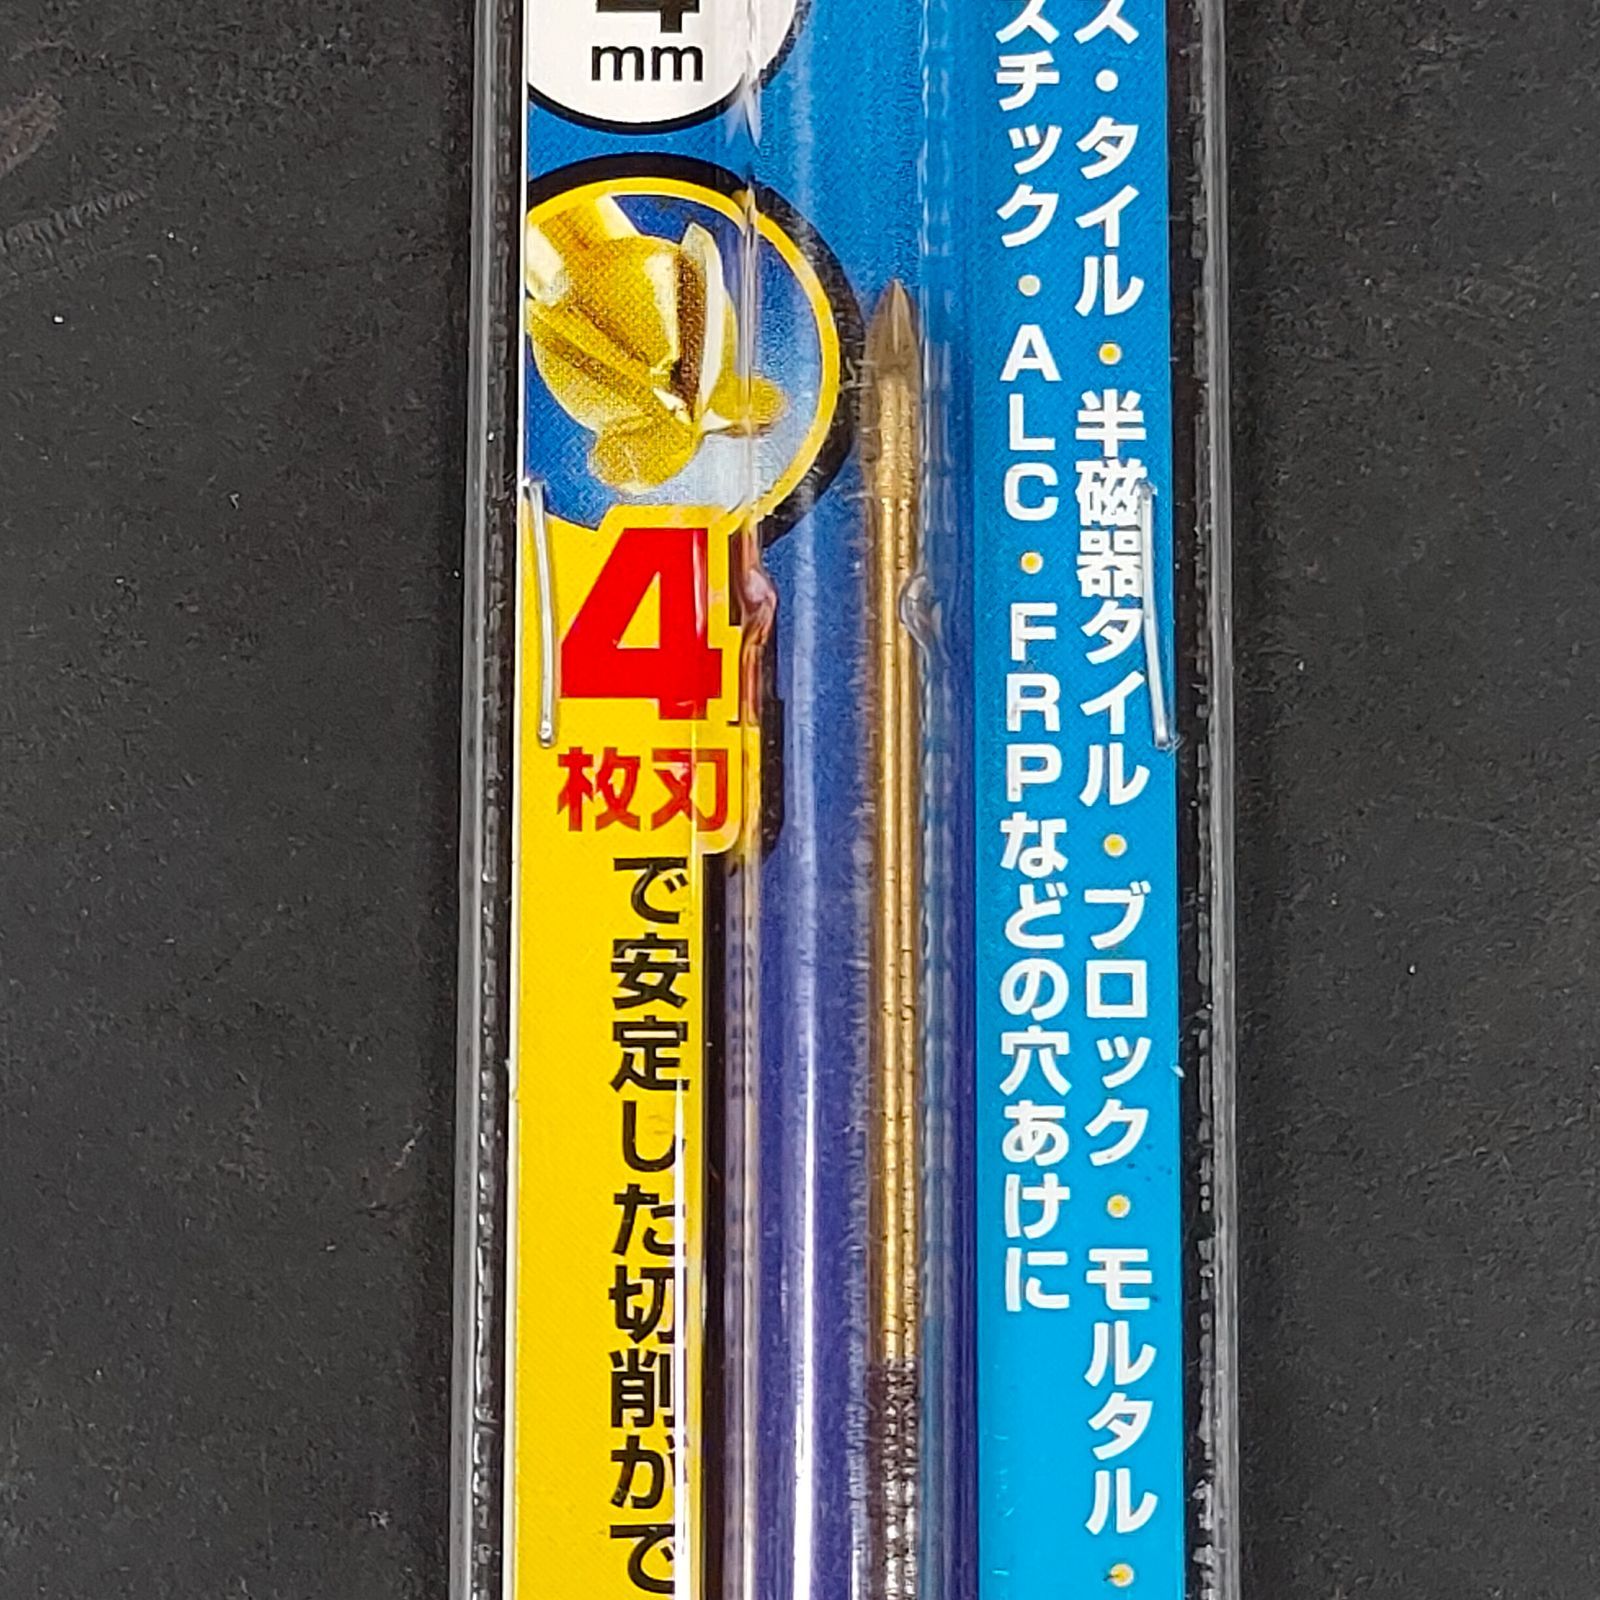 4
mm
ス・タイル・半磁器タイル・ブロック・モルタル・
スチック・ALC・FRPなどの穴あけに
4
枚刃
で安定した切削がで